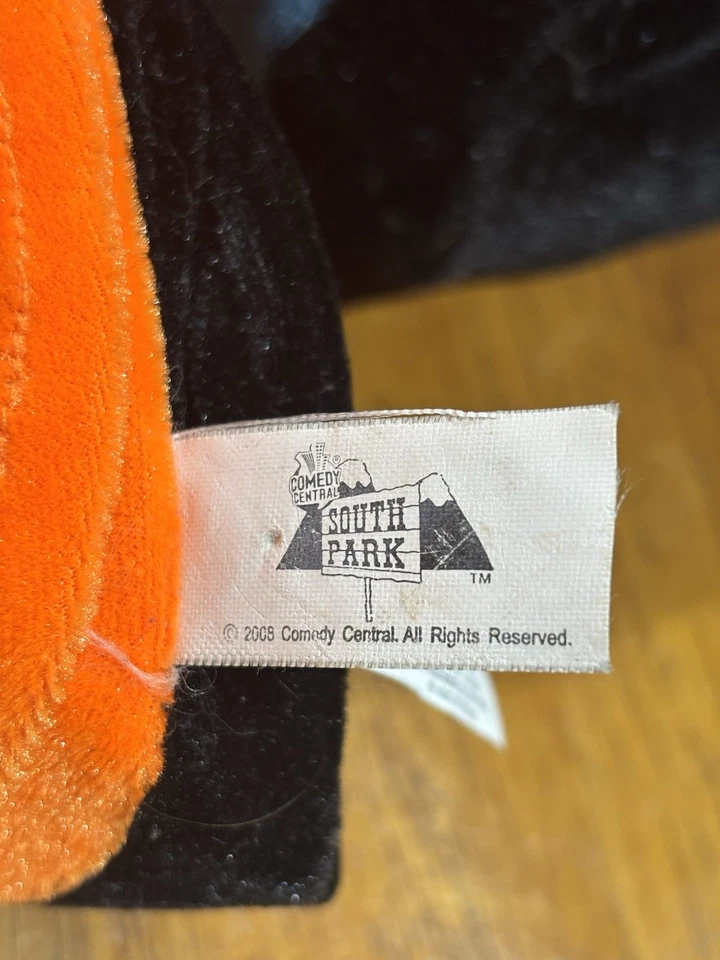 COMEDY
CENTRAL®
SOUTH
PARK
TM
© 2008 Comedy Central. All Rights Reserved.